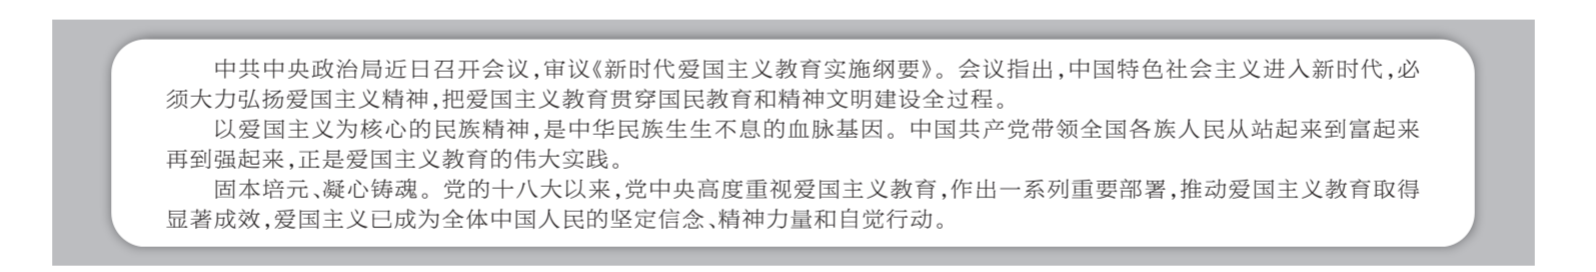 中共中央政治局近日召开会议，审议《新时代爱国主义教育实施纲要》。会议指出，中国特色社会主义进入新时代，必
须大力弘扬爱国主义精神，把爱国主义教育贯穿国民教育和精神文明建设全过程。
以爱国主义为核心的民族精神，是中华民族生生不息的血脉基因。中国共产党带领全国各族人民从站起来到富起来
再到强起来，正是爱国主义教育的伟大实践。
固本培元、凝心铸魂。党的十八大以来，党中央高度重视爱国主义教育，作出一系列重要部署，推动爱国主义教育取得
显著成效，爱国主义已成为全体中国人民的坚定信念、精神力量和自觉行动。